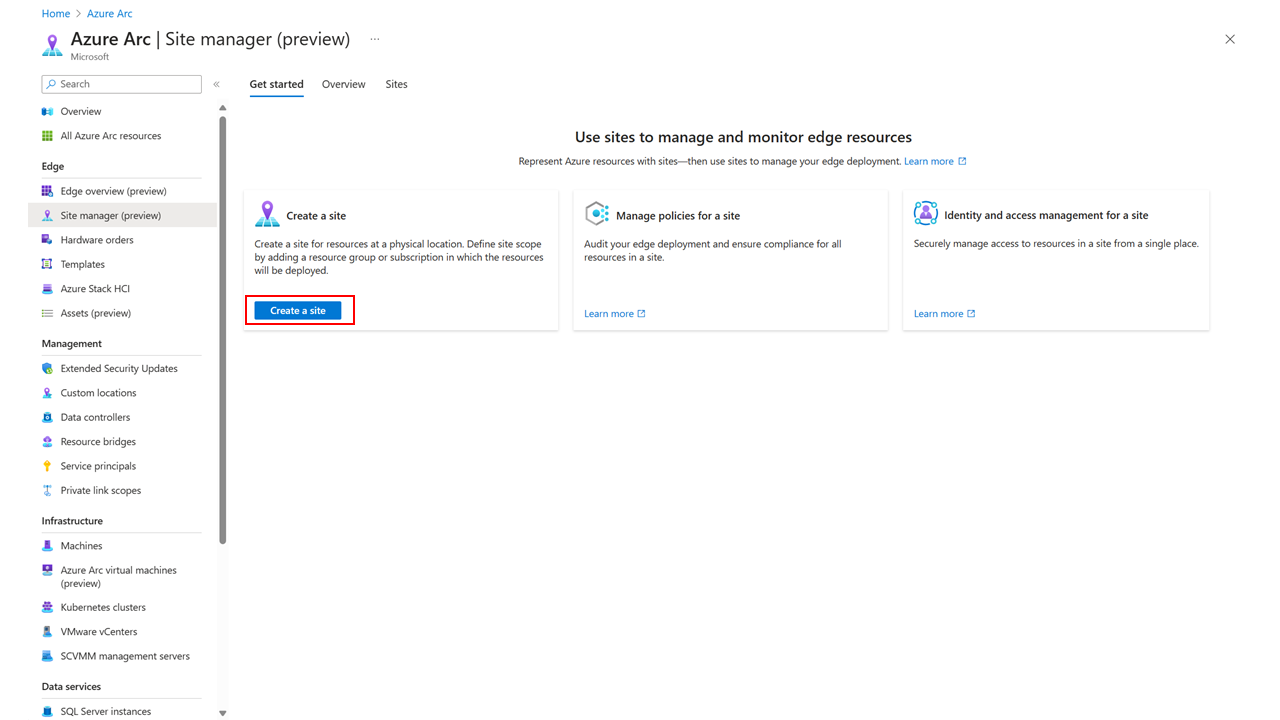 Home > Azure Arc
Azure Arc | Site manager (preview) ...
Microsoft
Search «
Overview
All Azure Arc resources
Edge
Edge overview (preview)
Site manager (preview)
Hardware orders
Templates
Azure Stack HCI
Assets (preview)
Management
Extended Security Updates
Custom locations
Data controllers
Resource bridges
Service principals
Private link scopes
Infrastructure
Machines
Azure Arc virtual machines
(preview)
Kubernetes clusters
VMware vCenters
SCVMM management servers
Data services
SQL Server instances
Get started Overview Sites
Use sites to manage and monitor edge resources
Represent Azure resources with sites—then use sites to manage your edge deployment. Learn more
Create a site
Create a site for resources at a physical location. Define site scope
by adding a resource group or subscription in which the resources
will be deployed.
Create a site
Manage policies for a site
Audit your edge deployment and ensure compliance for all
resources in a site.
Learn more
Identity and access management for a site
Securely manage access to resources in a site from a single place.
Learn more